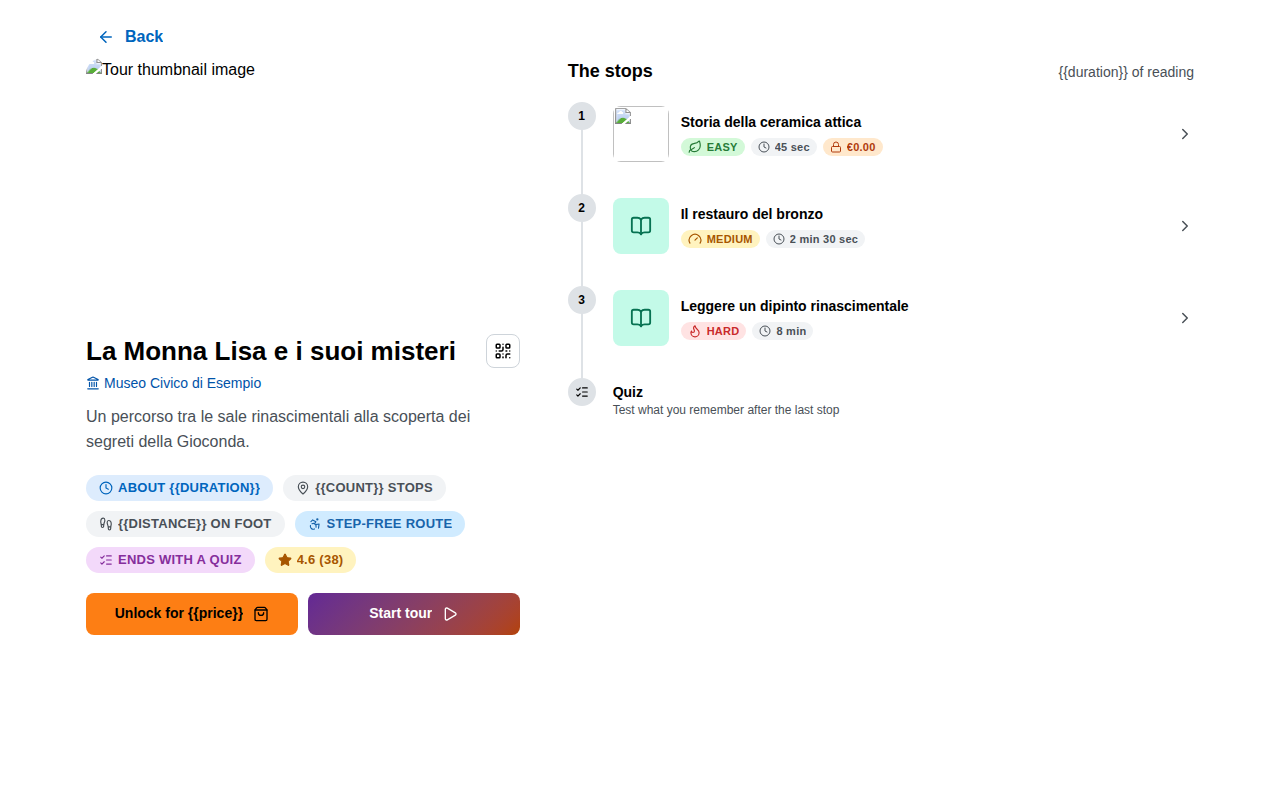 Back
Tour thumbnail image
La Monna Lisa e i suoi misteri
Museo Civico di Esempio
Un percorso tra le sale rinascimentali alla scoperta dei
segreti della Gioconda.
ABOUT {{DURATION}}
{{COUNT}} STOPS
{{DISTANCE}} ON FOOT
STEP-FREE ROUTE
ENDS WITH A QUIZ
4.6 (38)
Unlock for {{price}}
Start tour
The stops
{{duration}} of reading
1
Storia della ceramica attica
EASY
45 sec
€0.00
2
Il restauro del bronzo
MEDIUM
2 min 30 sec
3
Leggere un dipinto rinascimentale
HARD
8 min
Quiz
Test what you remember after the last stop